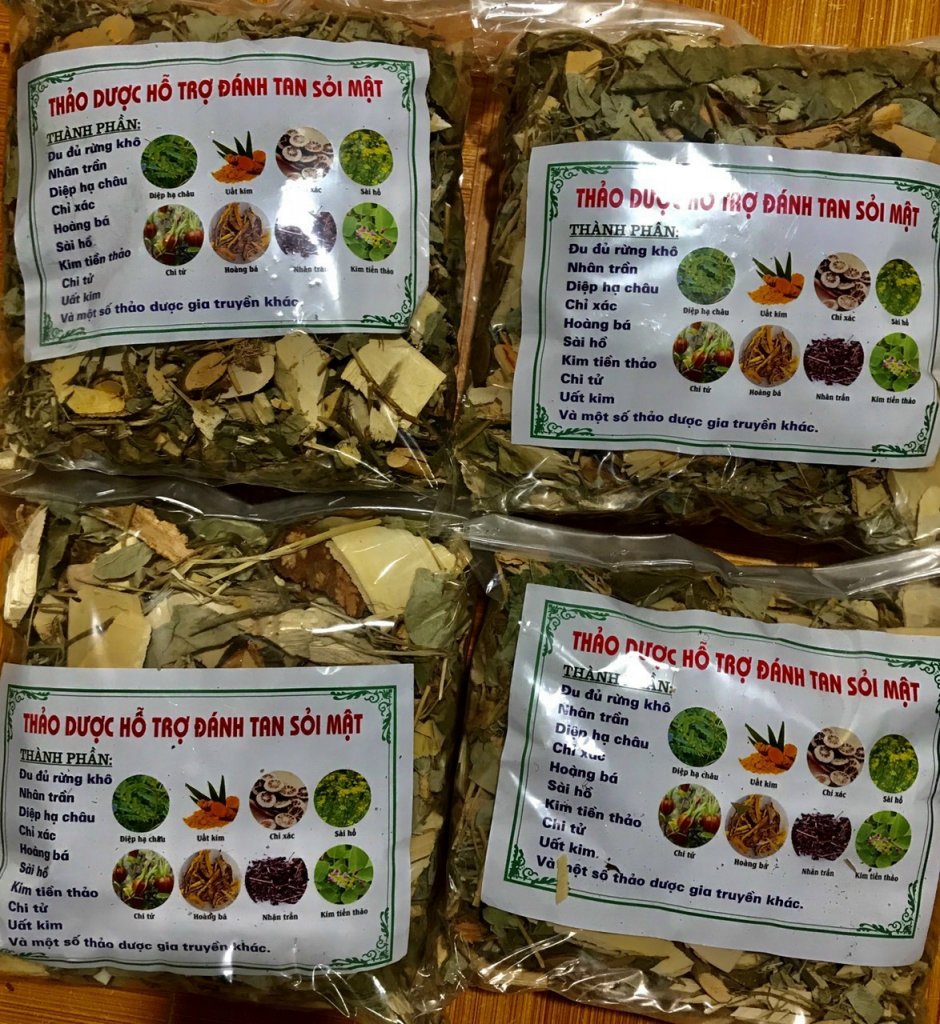 THẢO DƯỢC HỖ TRỢ ĐÁNH TAN SỎI MẬT
THÀNH PHẦN:
Đu đủ rừng khô
Nhân trần
Diệp hạ châu
Chỉ xác
Hoàng bá
Sài hồ
Kim tiền thảo
Chi tử
Uất kim
Và một số thảo dược gia truyền khác.
Diệp hạ châu Uất kim Chỉ xác Sài hồ
Chi tử Hoàng bá Nhân trần Kim tiền thảo
THẢO DƯỢC HỖ TRỢ ĐÁNH TAN SỎI MẬT
THÀNH PHẦN:
Đu đủ rừng khô
Nhân trần
Diệp hạ châu
Chỉ xác
Hoàng bá
Sài hồ
Kim tiền thảo
Chi tử
Uất kim
Và một số thảo dược gia truyền khác.
Diệp hạ châu Uất kim Chỉ xác Sài hồ
Chi tử Hoàng bá Nhân trần Kim tiền thảo
THẢO DƯỢC HỖ TRỢ ĐÁNH TAN SỎI MẬT
THÀNH PHẦN:
Đu đủ rừng khô
Nhân trần
Diệp hạ châu
Chỉ xác
Hoàng bá
Sài hồ
Kim tiền thảo
Chi tử
Uất kim
Và một số thảo dược gia truyền khác.
Diệp hạ châu Uất kim Chỉ xác Sài hồ
Chi tử Hoàng bá Nhân trần Kim tiền thảo
THẢO DƯỢC HỖ TRỢ ĐÁNH TAN SỎI MẬT
THÀNH PHẦN:
Đu đủ rừng khô
Nhân trần
Diệp hạ châu
Chỉ xác
Hoàng bá
Sài hồ
Kim tiền thảo
Chi tử
Uất kim
Và một số thảo dược gia truyền khác.
Diệp hạ châu Uất kim Chỉ xác Sài hồ
Chi tử Hoàng bá Nhân trần Kim tiền thảo